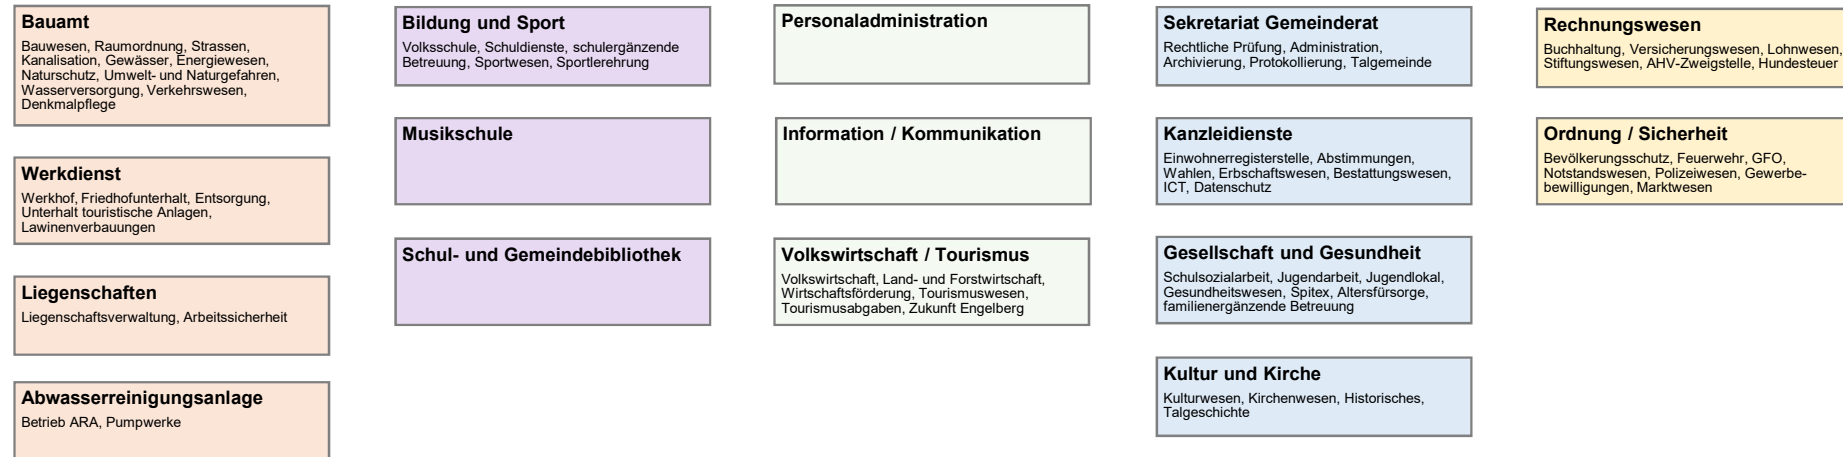 Bauamt
Bauwesen, Raumordnung, Strassen,
Kanalisation, Gewässer, Energiewesen,
Naturschutz, Umwelt- und Naturgefahren,
Wasserversorgung, Verkehrswesen,
Denkmalpflege
Werkdienst
Werkhof, Friedhofunterhalt, Entsorgung,
Unterhalt touristische Anlagen,
Lawinenverbauungen
Liegenschaften
Liegenschaftsverwaltung, Arbeitssicherheit
Abwasserreinigungsanlage
Betrieb ARA, Pumpwerke
Bildung und Sport
Volksschule, Schuldienste, schulergänzende
Betreuung, Sportwesen, Sportlerehrung
Musikschule
Schul- und Gemeindebibliothek
Personaladministration
Information / Kommunikation
Volkswirtschaft / Tourismus
Volkswirtschaft, Land- und Forstwirtschaft,
Wirtschaftsförderung, Tourismuswesen,
Tourismusabgaben, Zukunft Engelberg
Sekretariat Gemeinderat
Rechtliche Prüfung, Administration,
Archivierung, Protokollierung, Talgemeinde
Kanzleidienste
Einwohnerregisterstelle, Abstimmungen,
Wahlen, Erbschaftswesen, Bestattungswesen,
ICT, Datenschutz
Gesellschaft und Gesundheit
Schulsozialarbeit, Jugendarbeit, Jugendlokal,
Gesundheitswesen, Spitex, Altersfürsorge,
familienergänzende Betreuung
Kultur und Kirche
Kulturwesen, Kirchenwesen, Historisches,
Talgeschichte
Rechnungswesen
Buchhaltung, Versicherungswesen, Lohnwesen,
Stiftungswesen, AHV-Zweigstelle, Hundesteuer
Ordnung / Sicherheit
Bevölkerungsschutz, Feuerwehr, GFO,
Notstandswesen, Polizeiwesen, Gewerbe-
bewilligungen, Marktwesen